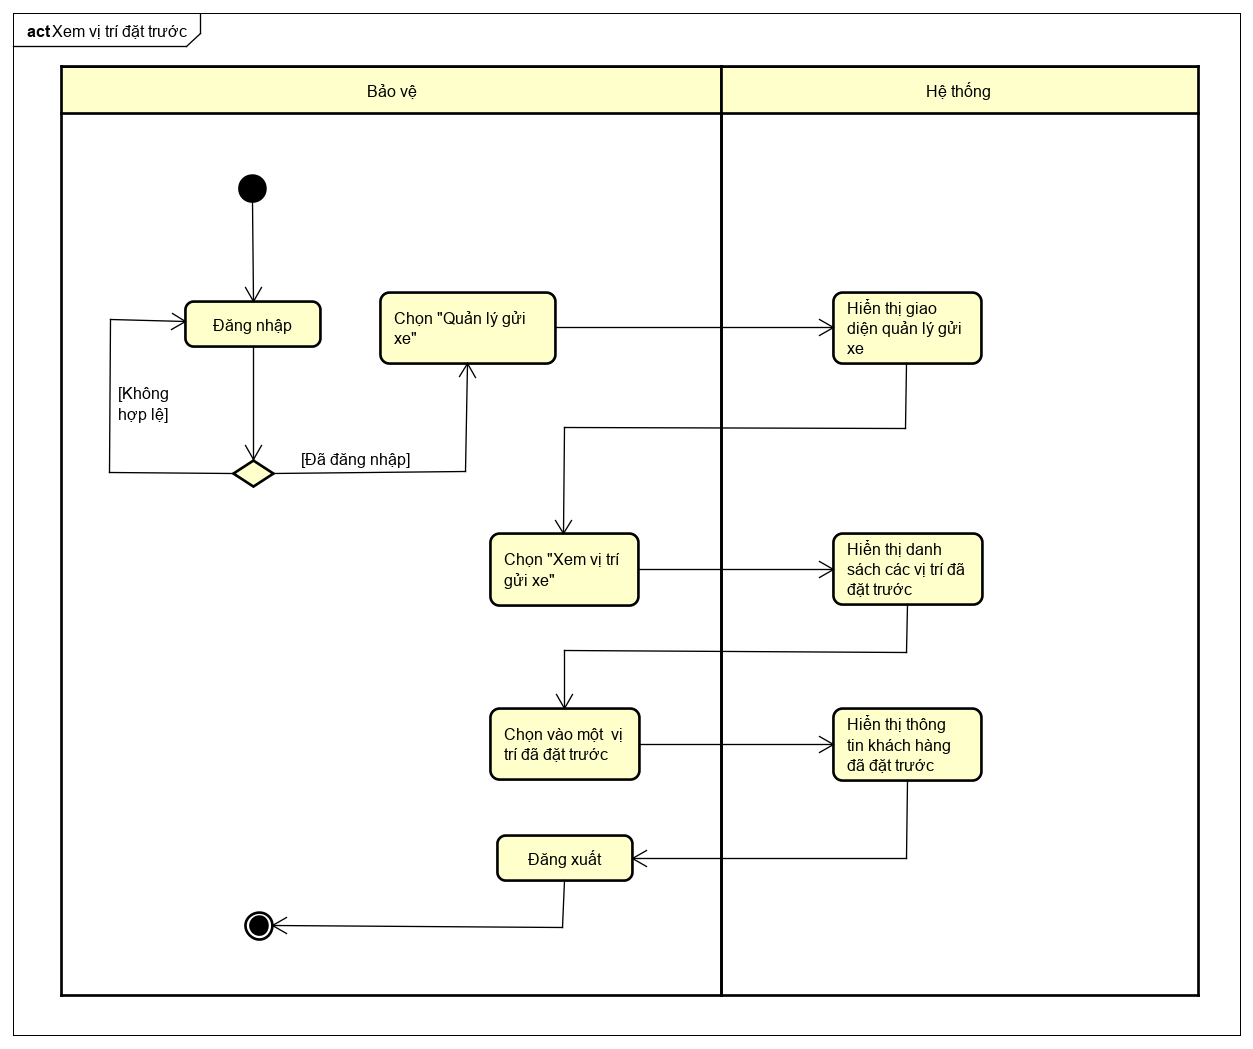 act Xem vị trí đặt trước
Bảo vệ
Hệ thống
Đăng nhập
Chọn "Quản lý gửi
xe"
Hiển thị giao
diện quản lý gửi
xe
[Không
hợp lệ]
[Đã đăng nhập]
Chọn "Xem vị trí
gửi xe"
Hiển thị danh
sách các vị trí đã
đặt trước
Chọn vào một  vị
trí đã đặt trước
Hiển thị thông
tin khách hàng
đã đặt trước
Đăng xuất